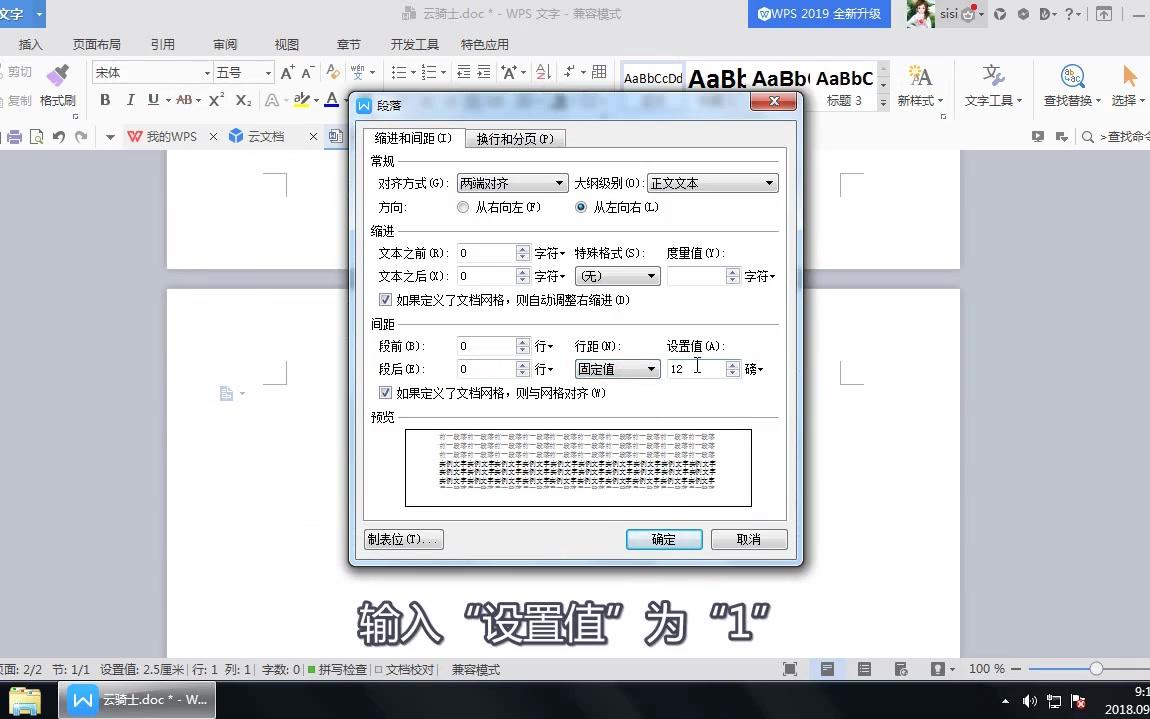 文字
云骑士.doc * - WPS 文字 - 兼容模式
WPS 2019 全新升级
sisi
插入 页面布局 引用 审阅 视图 章节 开发工具 特色应用
剪切
宋体 五号
AaBbCcDd AaBb AaBb( AaBbC
复制 格式刷
B I U AB X² X₂ A A
标题 3 新样式 文字工具 查找替换 选择
我的WPS 云文档
>查找命令
段落
缩进和间距(I) 换行和分页(P)
常规
对齐方式(G): 两端对齐 大纲级别(O): 正文文本
方向: 从右向左(F) 从左向右(L)
缩进
文本之前(R): 0 字符 特殊格式(S): 度量值(Y):
文本之后(X): 0 字符 (无) 字符
如果定义了文档网格，则自动调整右缩进(D)
间距
段前(B): 0 行 行距(N): 设置值(A):
段后(E): 0 行 固定值 12 磅
如果定义了文档网格，则与网格对齐(W)
预览
制表位(T)... 确定 取消
输入“设置值”为“1”
页面: 2/2 节: 1/1 设置值: 2.5厘米 行: 1 列: 1 字数: 0 拼写检查 文档校对 兼容模式 100 %
云骑士.doc * - W...
9:1
2018.09